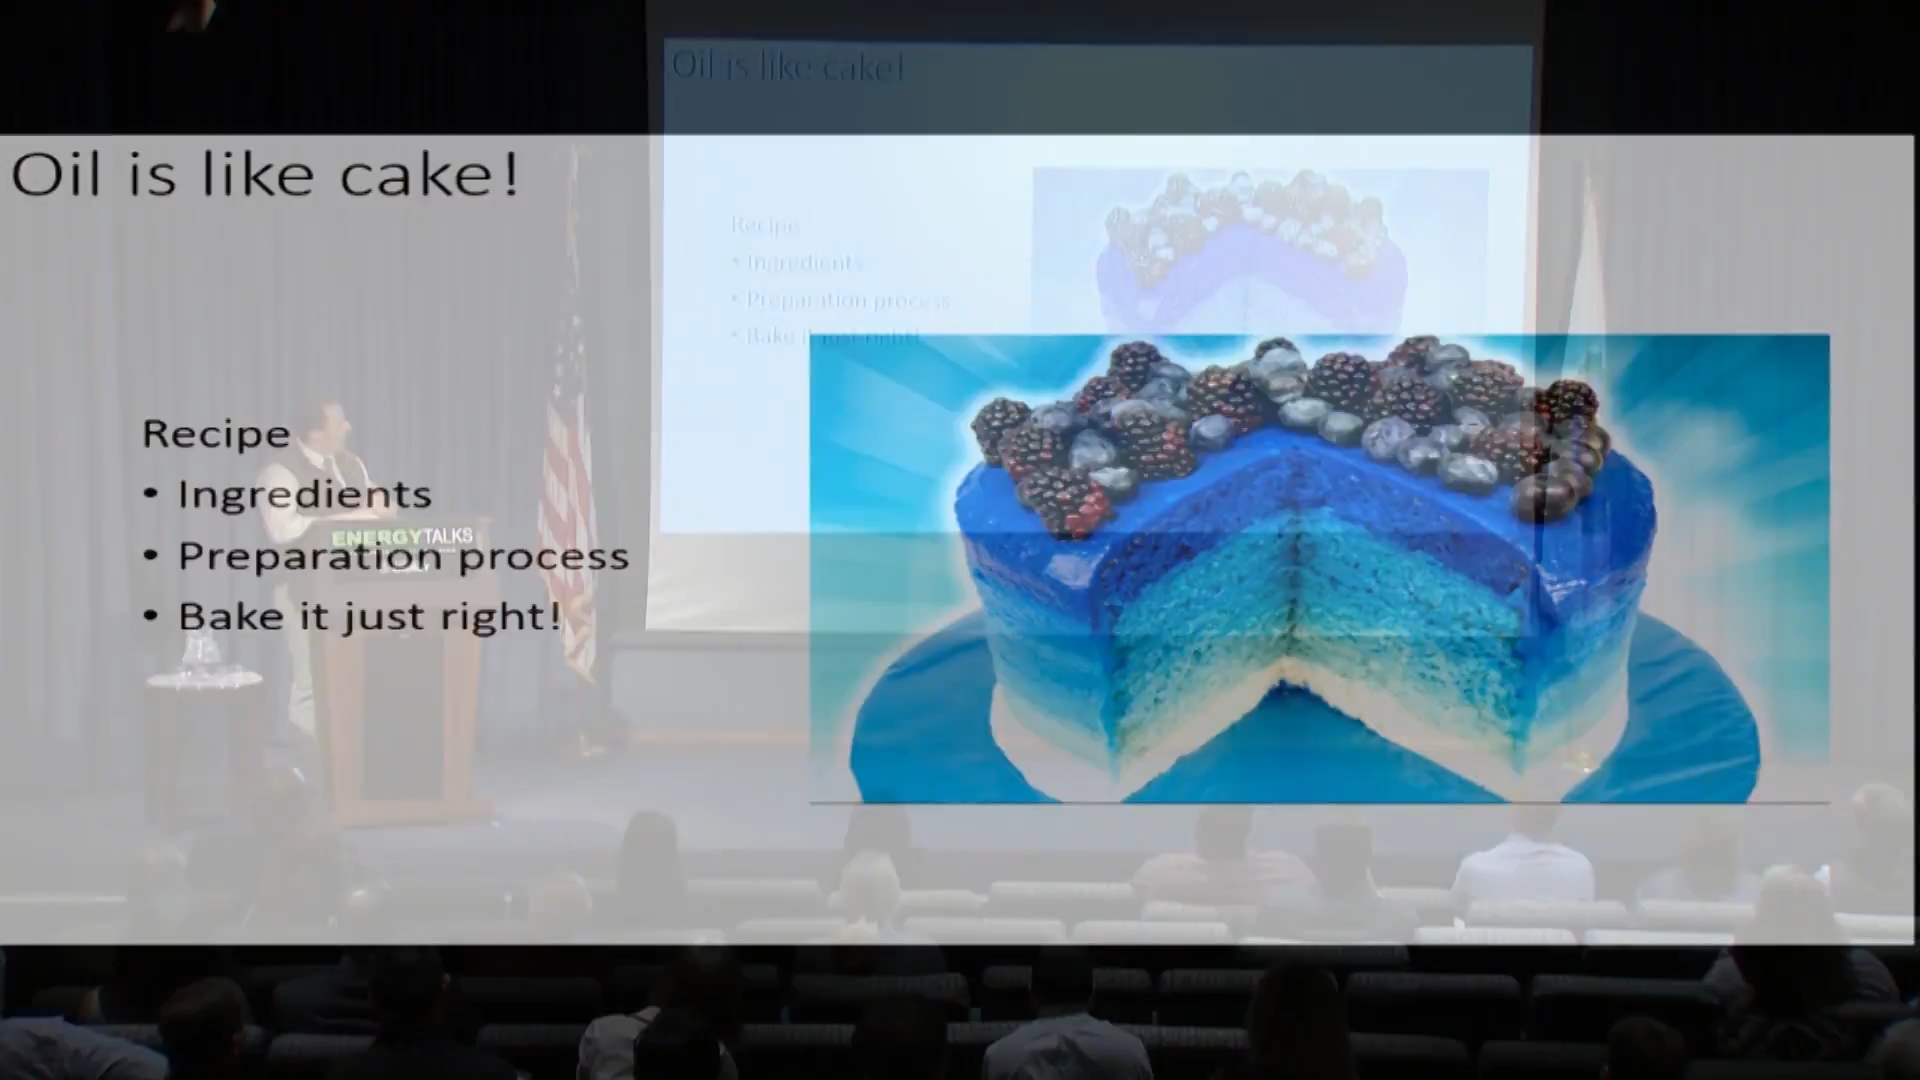 Oil is like cake!
Oil is like cake!
Recipe
• Ingredients
• Preparation process
• Bake it just right!
Recipe
• Ingredients
• Preparation process
• Bake it just right!
ENERGYTALKS